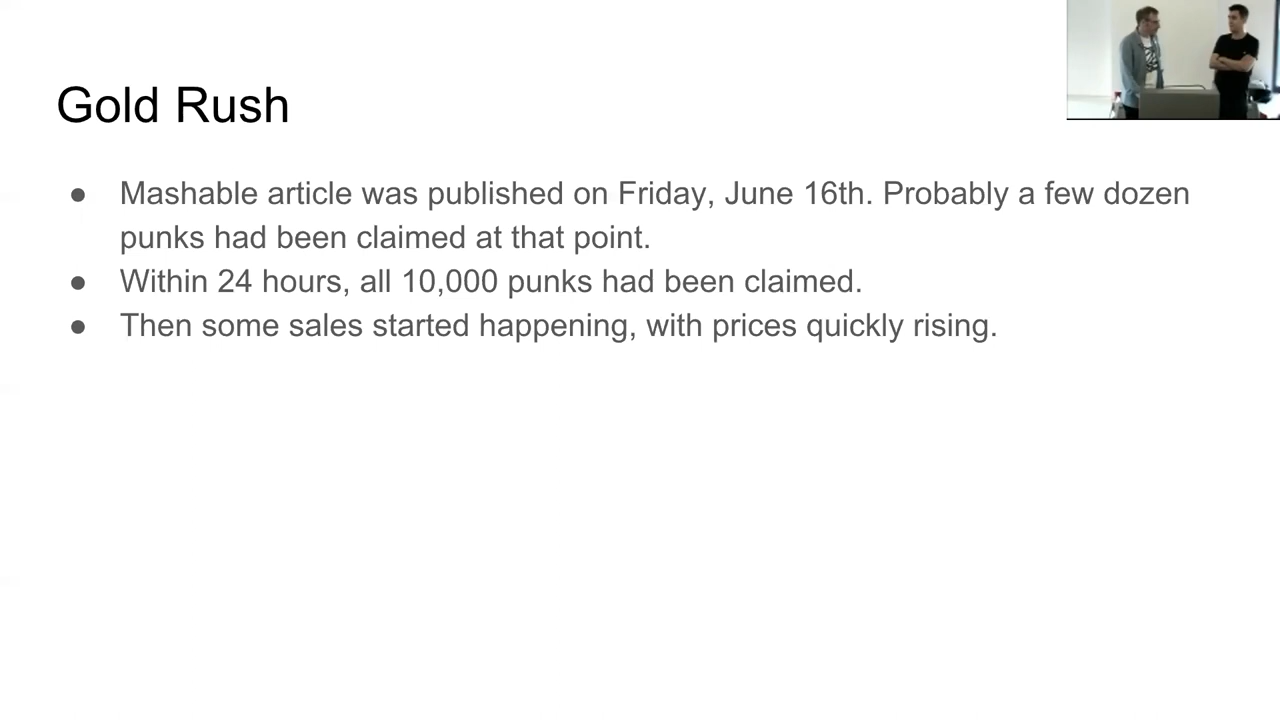 Gold Rush
● Mashable article was published on Friday, June 16th. Probably a few dozen
punks had been claimed at that point.
● Within 24 hours, all 10,000 punks had been claimed.
● Then some sales started happening, with prices quickly rising.